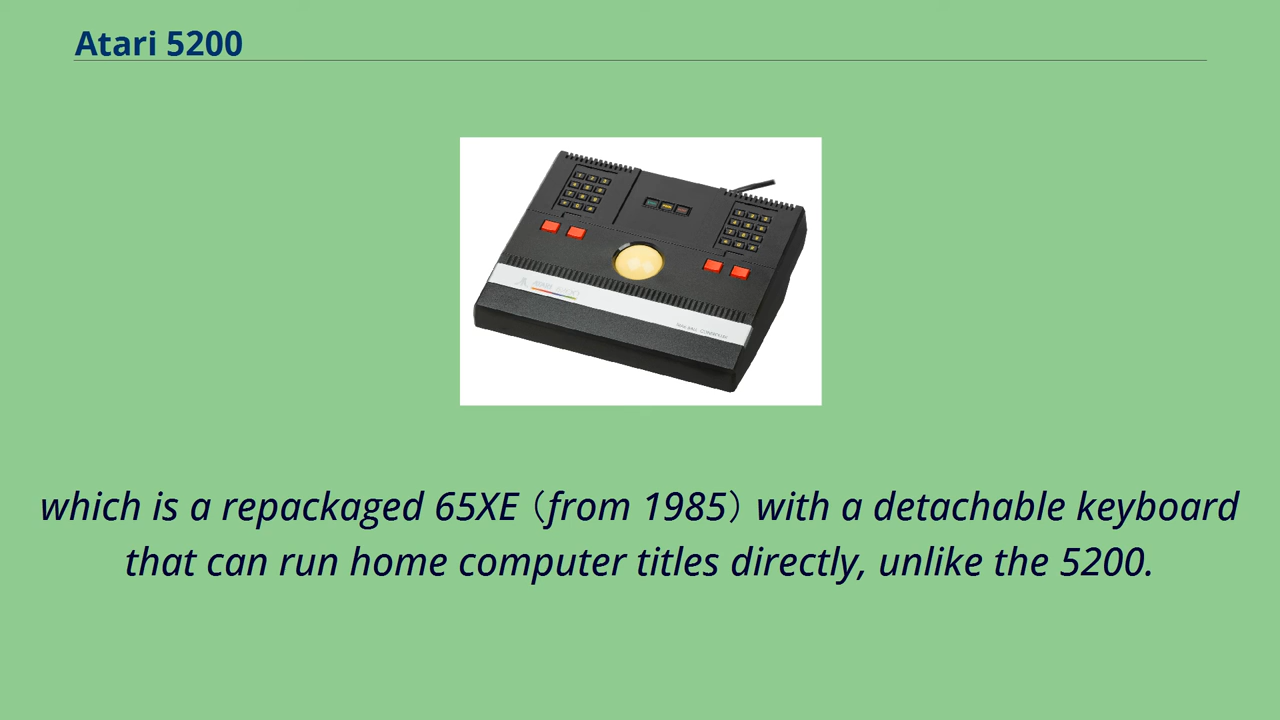 Atari 5200
which is a repackaged 65XE (from 1985) with a detachable keyboard
that can run home computer titles directly, unlike the 5200.